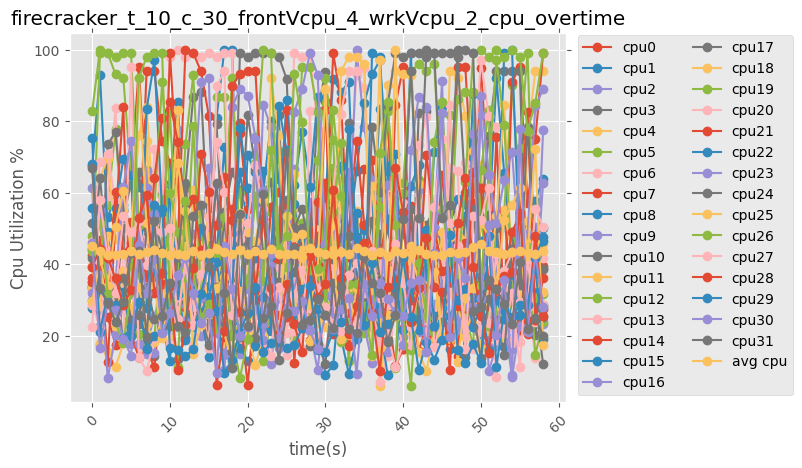 firecracker_t_10_c_30_frontVcpu_4_wrkVcpu_2_cpu_overtime
Cpu Utilization %
100
80
60
40
20
0
10
20
30
40
50
60
time(s)
cpu0
cpu1
cpu2
cpu3
cpu4
cpu5
cpu6
cpu7
cpu8
cpu9
cpu10
cpu11
cpu12
cpu13
cpu14
cpu15
cpu16
cpu17
cpu18
cpu19
cpu20
cpu21
cpu22
cpu23
cpu24
cpu25
cpu26
cpu27
cpu28
cpu29
cpu30
cpu31
avg cpu